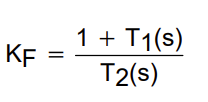 KF = 1 + T1(s)
T2(s)